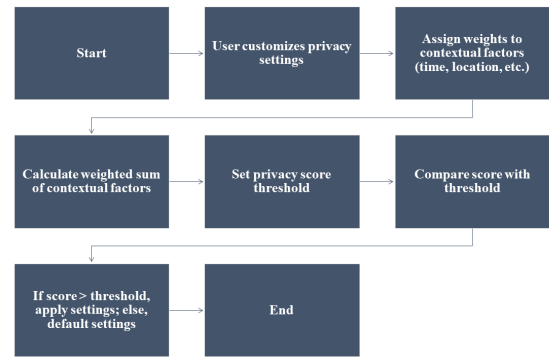 Start
User customizes privacy
settings
Assign weights to
contextual factors
(time, location, etc.)
Calculate weighted sum
of contextual factors
Set privacy score
threshold
Compare score with
threshold
If score > threshold,
apply settings; else,
default settings
End